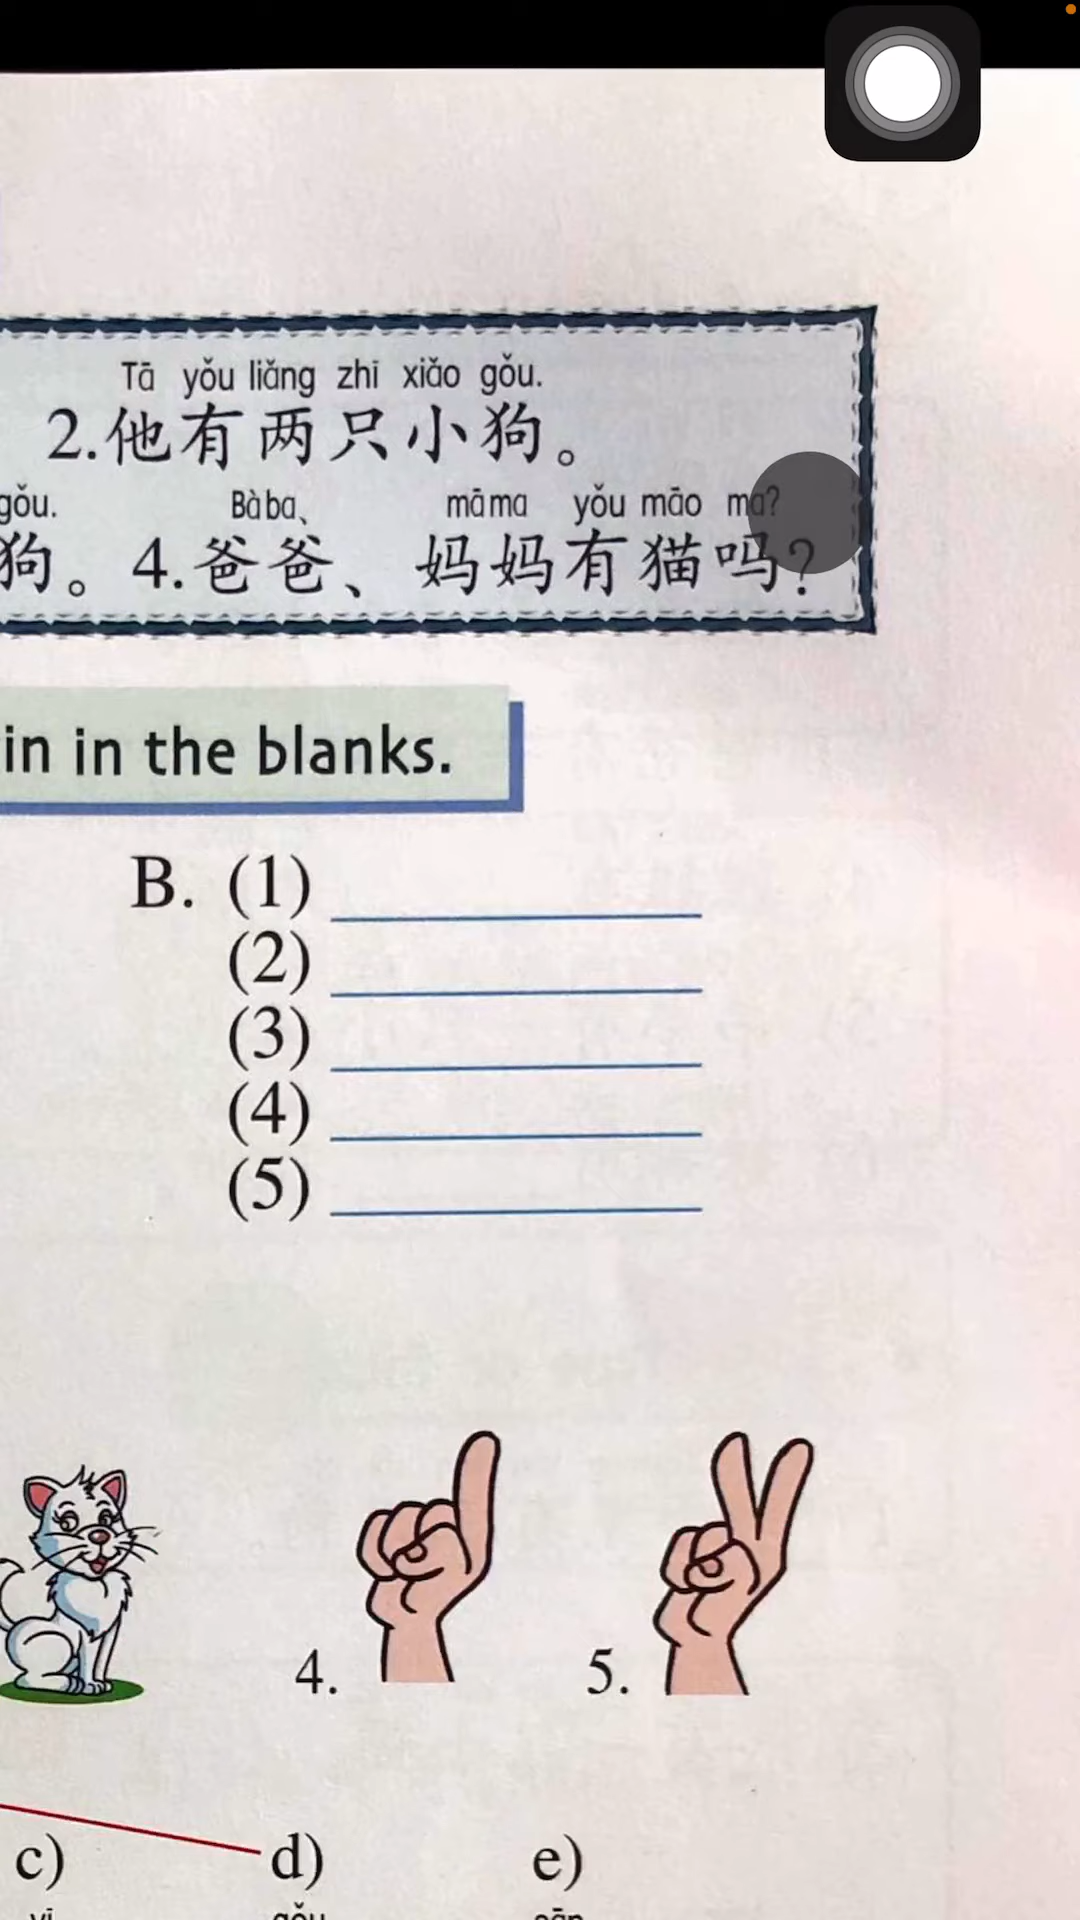 Tā yǒu liǎng zhī xiǎo gǒu.
2.他有两只小狗。
gǒu. Bàba、 māma yǒu māo ma?
狗。 4.爸爸、 妈妈有猫吗?
in in the blanks.
B. (1)
(2)
(3)
(4)
(5)
4. 5.
c) d) e)
gǒu